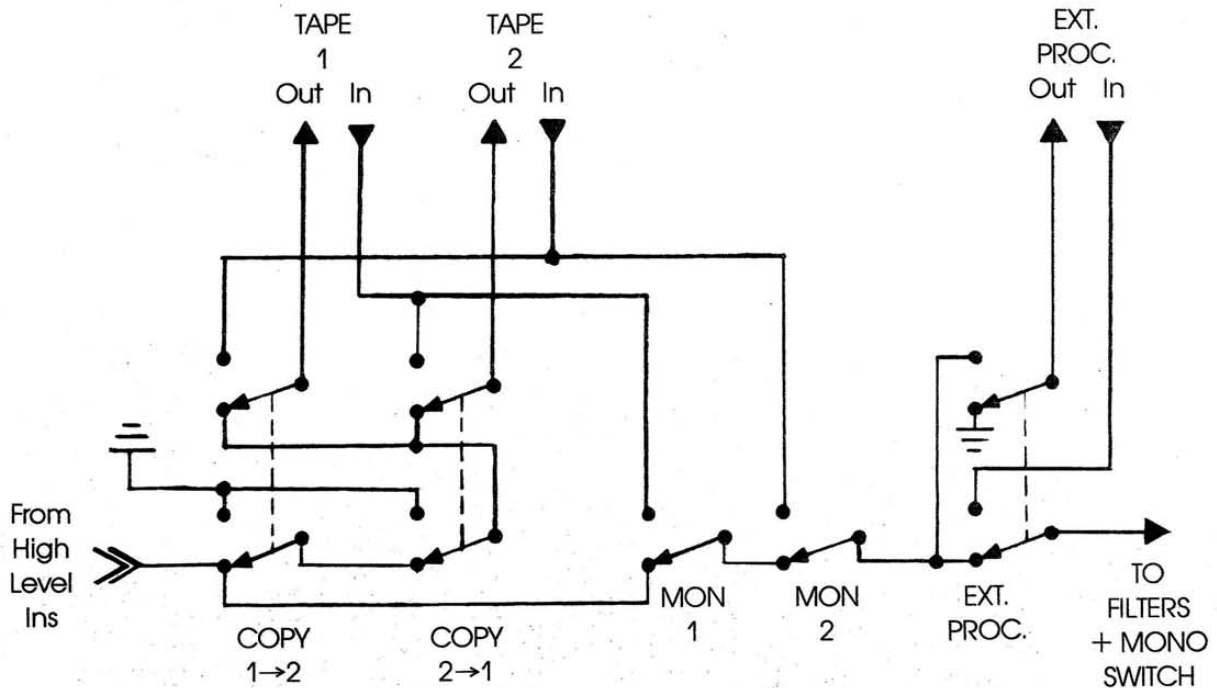 TAPE
1
Out In
TAPE
2
Out In
EXT.
PROC.
Out In
From
High
Level
Ins
COPY
1→2
COPY
2→1
MON
1
MON
2
EXT.
PROC.
TO
FILTERS
+ MONO
SWITCH